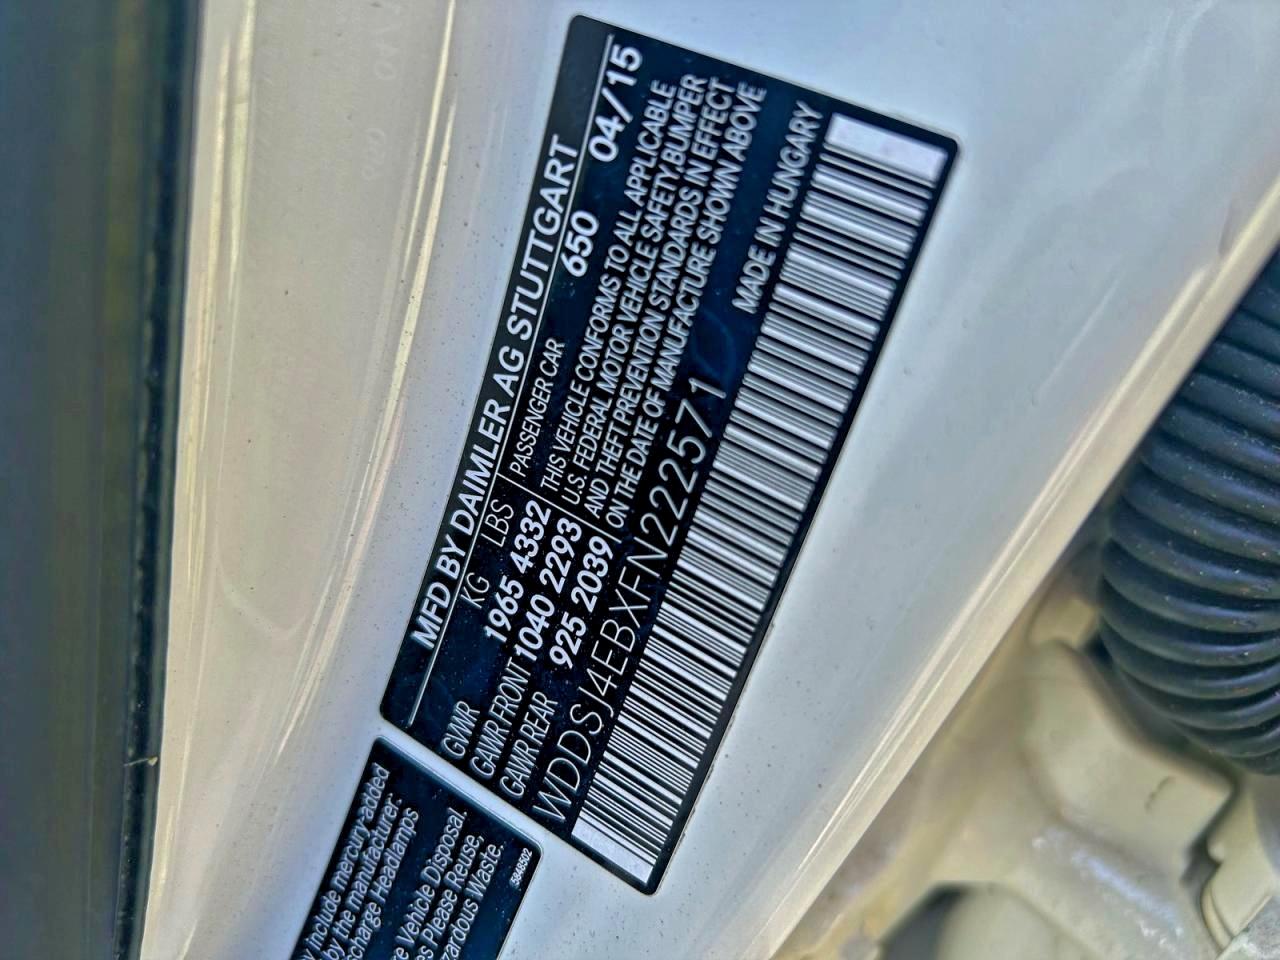 MFD BY DAIMLER AG STUTTGART
KG LBS PASSENGER CAR 650 04/15
GVWR 1965 4332
GAWR FRONT 1040 2293
GAWR REAR 925 2039
THIS VEHICLE CONFORMS TO ALL APPLICABLE
U.S. FEDERAL MOTOR VEHICLE SAFETY, BUMPER
AND THEFT PREVENTION STANDARDS IN EFFECT
ON THE DATE OF MANUFACTURE SHOWN ABOVE
WDDSJ4EBXFN222571
MADE IN HUNGARY
include mercury added
by the manufacturer:
scharge Headlamps
Vehicle Disposal
Please Reuse,
azardous Waste.
5848502